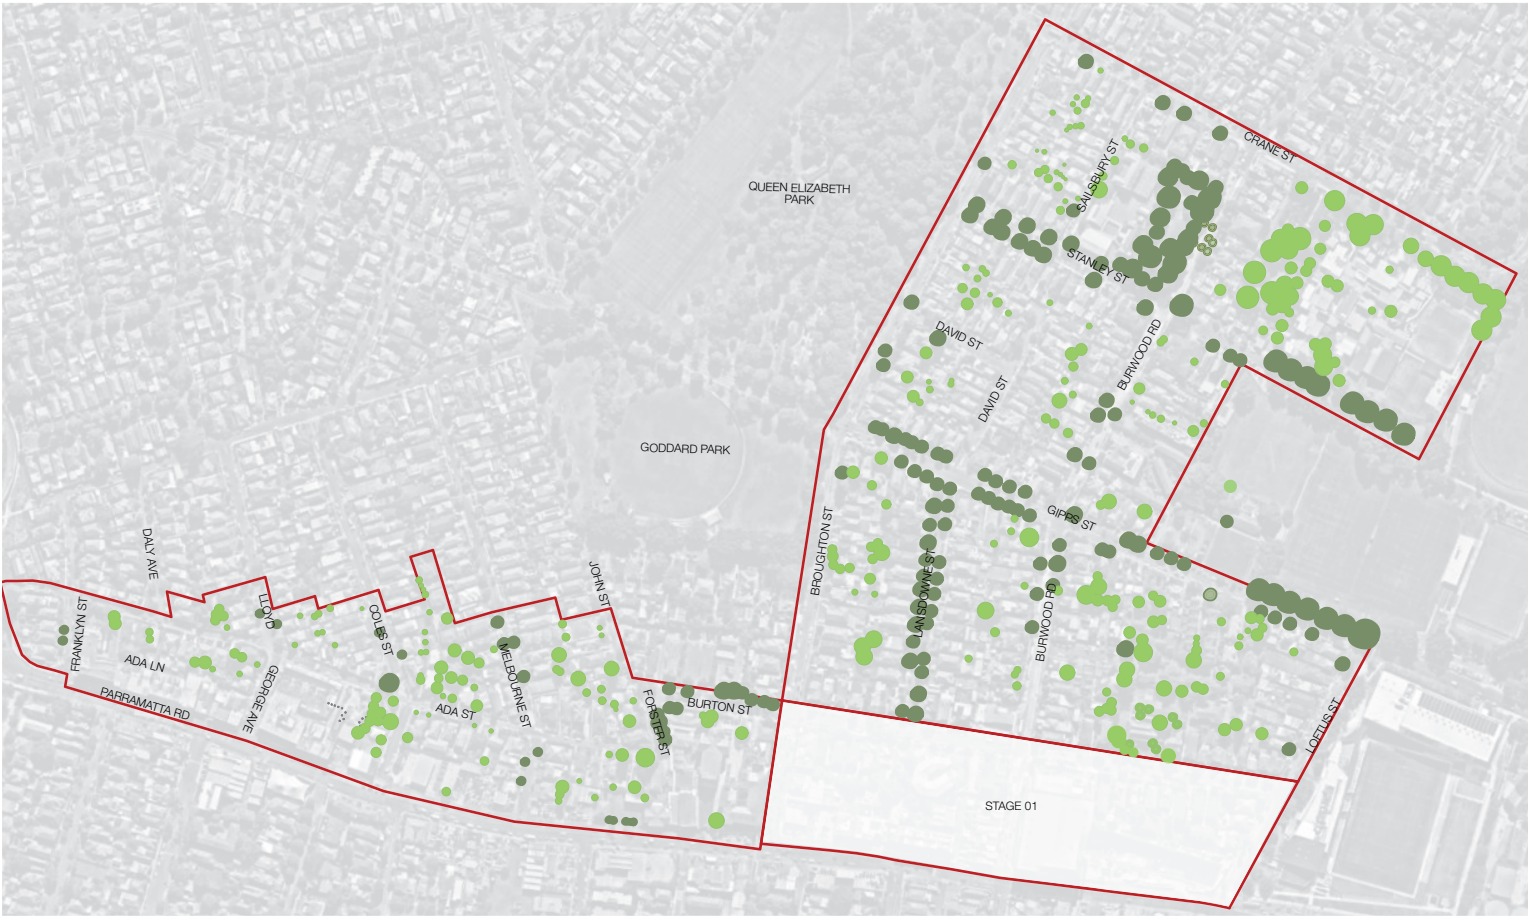 CRANE ST
SAILSBURY ST
QUEEN ELIZABETH
PARK
STANLEY ST
DAVID ST
BURWOOD RD
DAVID ST
GODDARD PARK
GIPPS ST
BROUGHTON ST
DALY AVE
JOHN ST
LANSDOWNE ST
LLOYD
FRANKLYN ST
COLES ST
BURWOOD RD
ADA LN
MELBOURNE ST
GEORGE AVE
PARRAMATTA RD
ADA ST
FORSTER ST
BURTON ST
LOFTUS ST
STAGE 01